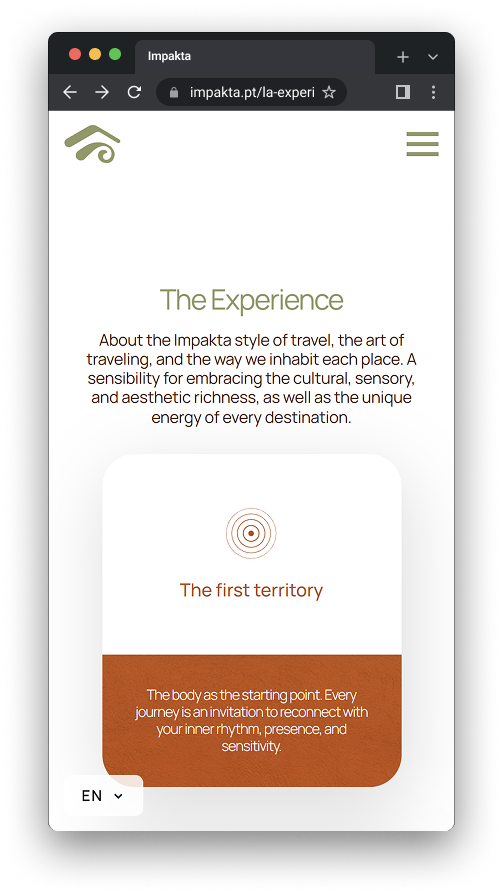 Impakta
impakta.pt/la-experi
The Experience
About the Impakta style of travel, the art of
traveling, and the way we inhabit each place. A
sensibility for embracing the cultural, sensory,
and aesthetic richness, as well as the unique
energy of every destination.
The first territory
The body as the starting point. Every
journey is an invitation to reconnect with
your inner rhythm, presence, and
sensitivity.
EN